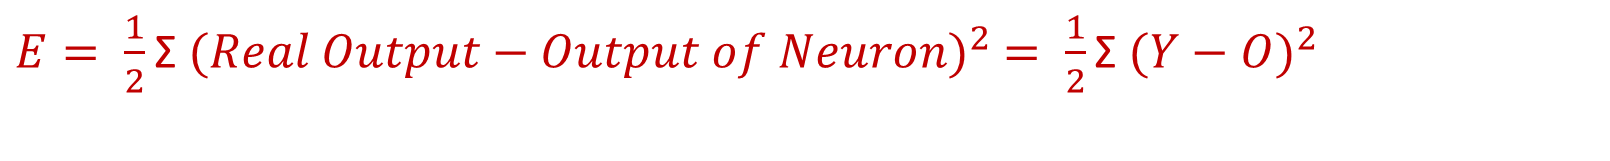 E = 1/2 Σ (Real Output − Output of Neuron)² = 1/2 Σ (Y − O)²